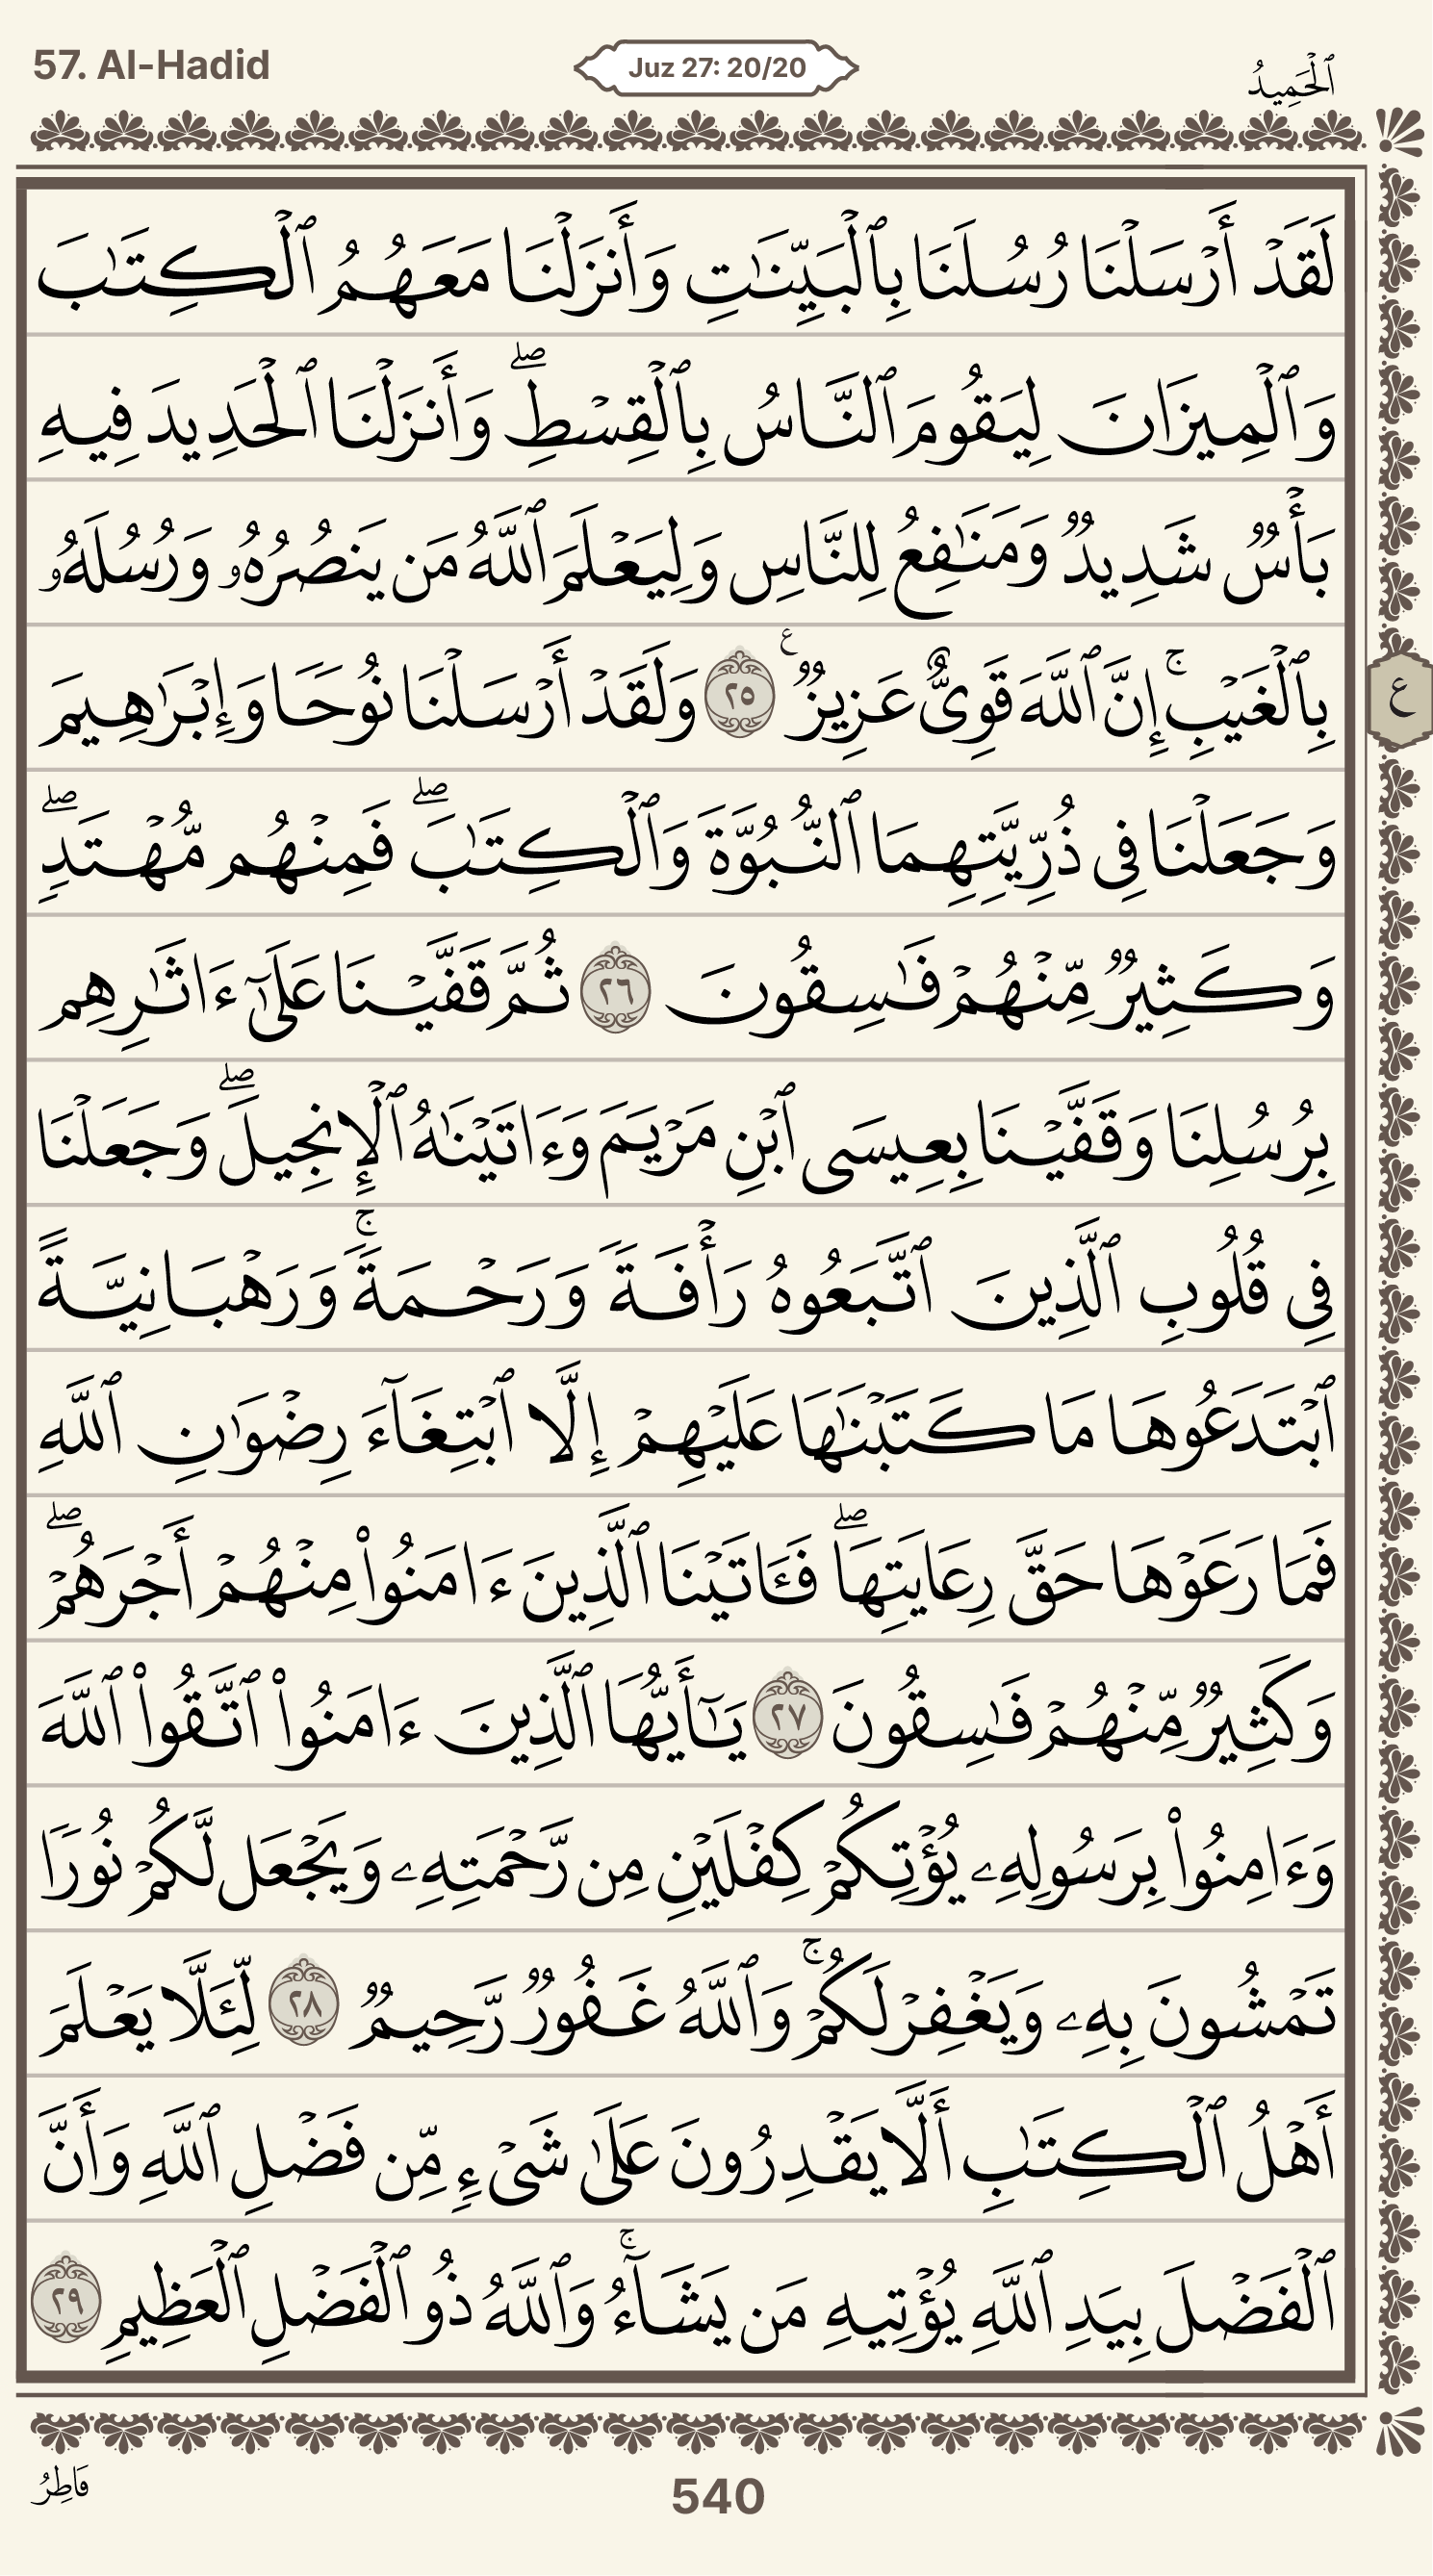 57. Al-Hadid
Juz 27: 20/20
ٱلْحَمِيدُ
لَقَدْ أَرْسَلْنَا رُسُلَنَا بِٱلْبَيِّنَـٰتِ وَأَنزَلْنَا مَعَهُمُ ٱلْكِتَـٰبَ
وَٱلْمِيزَانَ لِيَقُومَ ٱلنَّاسُ بِٱلْقِسْطِ ۖ وَأَنزَلْنَا ٱلْحَدِيدَ فِيهِ
بَأْسٌ شَدِيدٌ وَمَنَـٰفِعُ لِلنَّاسِ وَلِيَعْلَمَ ٱللَّهُ مَن يَنصُرُهُۥ وَرُسُلَهُۥ
بِٱلْغَيْبِ ۚ إِنَّ ٱللَّهَ قَوِىٌّ عَزِيزٌ ٢٥ وَلَقَدْ أَرْسَلْنَا نُوحًا وَإِبْرَٰهِيمَ
ع
وَجَعَلْنَا فِى ذُرِّيَّتِهِمَا ٱلنُّبُوَّةَ وَٱلْكِتَـٰبَ ۖ فَمِنْهُم مُّهْتَدٍ ۖ
وَكَثِيرٌ مِّنْهُمْ فَـٰسِقُونَ ٢٦ ثُمَّ قَفَّيْنَا عَلَىٰٓ ءَاثَـٰرِهِم
بِرُسُلِنَا وَقَفَّيْنَا بِعِيسَى ٱبْنِ مَرْيَمَ وَءَاتَيْنَـٰهُ ٱلْإِنجِيلَ ۖ وَجَعَلْنَا
فِى قُلُوبِ ٱلَّذِينَ ٱتَّبَعُوهُ رَأْفَةً وَرَحْمَةً ۚ وَرَهْبَانِيَّةً
ٱبْتَدَعُوهَا مَا كَتَبْنَـٰهَا عَلَيْهِمْ إِلَّا ٱبْتِغَآءَ رِضْوَٰنِ ٱللَّهِ
فَمَا رَعَوْهَا حَقَّ رِعَايَتِهَا ۖ فَـَٔاتَيْنَا ٱلَّذِينَ ءَامَنُوا۟ مِنْهُمْ أَجْرَهُمْ ۖ
وَكَثِيرٌ مِّنْهُمْ فَـٰسِقُونَ ٢٧ يَـٰٓأَيُّهَا ٱلَّذِينَ ءَامَنُوا۟ ٱتَّقُوا۟ ٱللَّهَ
وَءَامِنُوا۟ بِرَسُولِهِۦ يُؤْتِكُمْ كِفْلَيْنِ مِن رَّحْمَتِهِۦ وَيَجْعَل لَّكُمْ نُورًا
تَمْشُونَ بِهِۦ وَيَغْفِرْ لَكُمْ ۚ وَٱللَّهُ غَفُورٌ رَّحِيمٌ ٢٨ لِّئَلَّا يَعْلَمَ
أَهْلُ ٱلْكِتَـٰبِ أَلَّا يَقْدِرُونَ عَلَىٰ شَىْءٍ مِّن فَضْلِ ٱللَّهِ وَأَنَّ
ٱلْفَضْلَ بِيَدِ ٱللَّهِ يُؤْتِيهِ مَن يَشَآءُ ۚ وَٱللَّهُ ذُو ٱلْفَضْلِ ٱلْعَظِيمِ ٢٩
540
فَاطِرُ